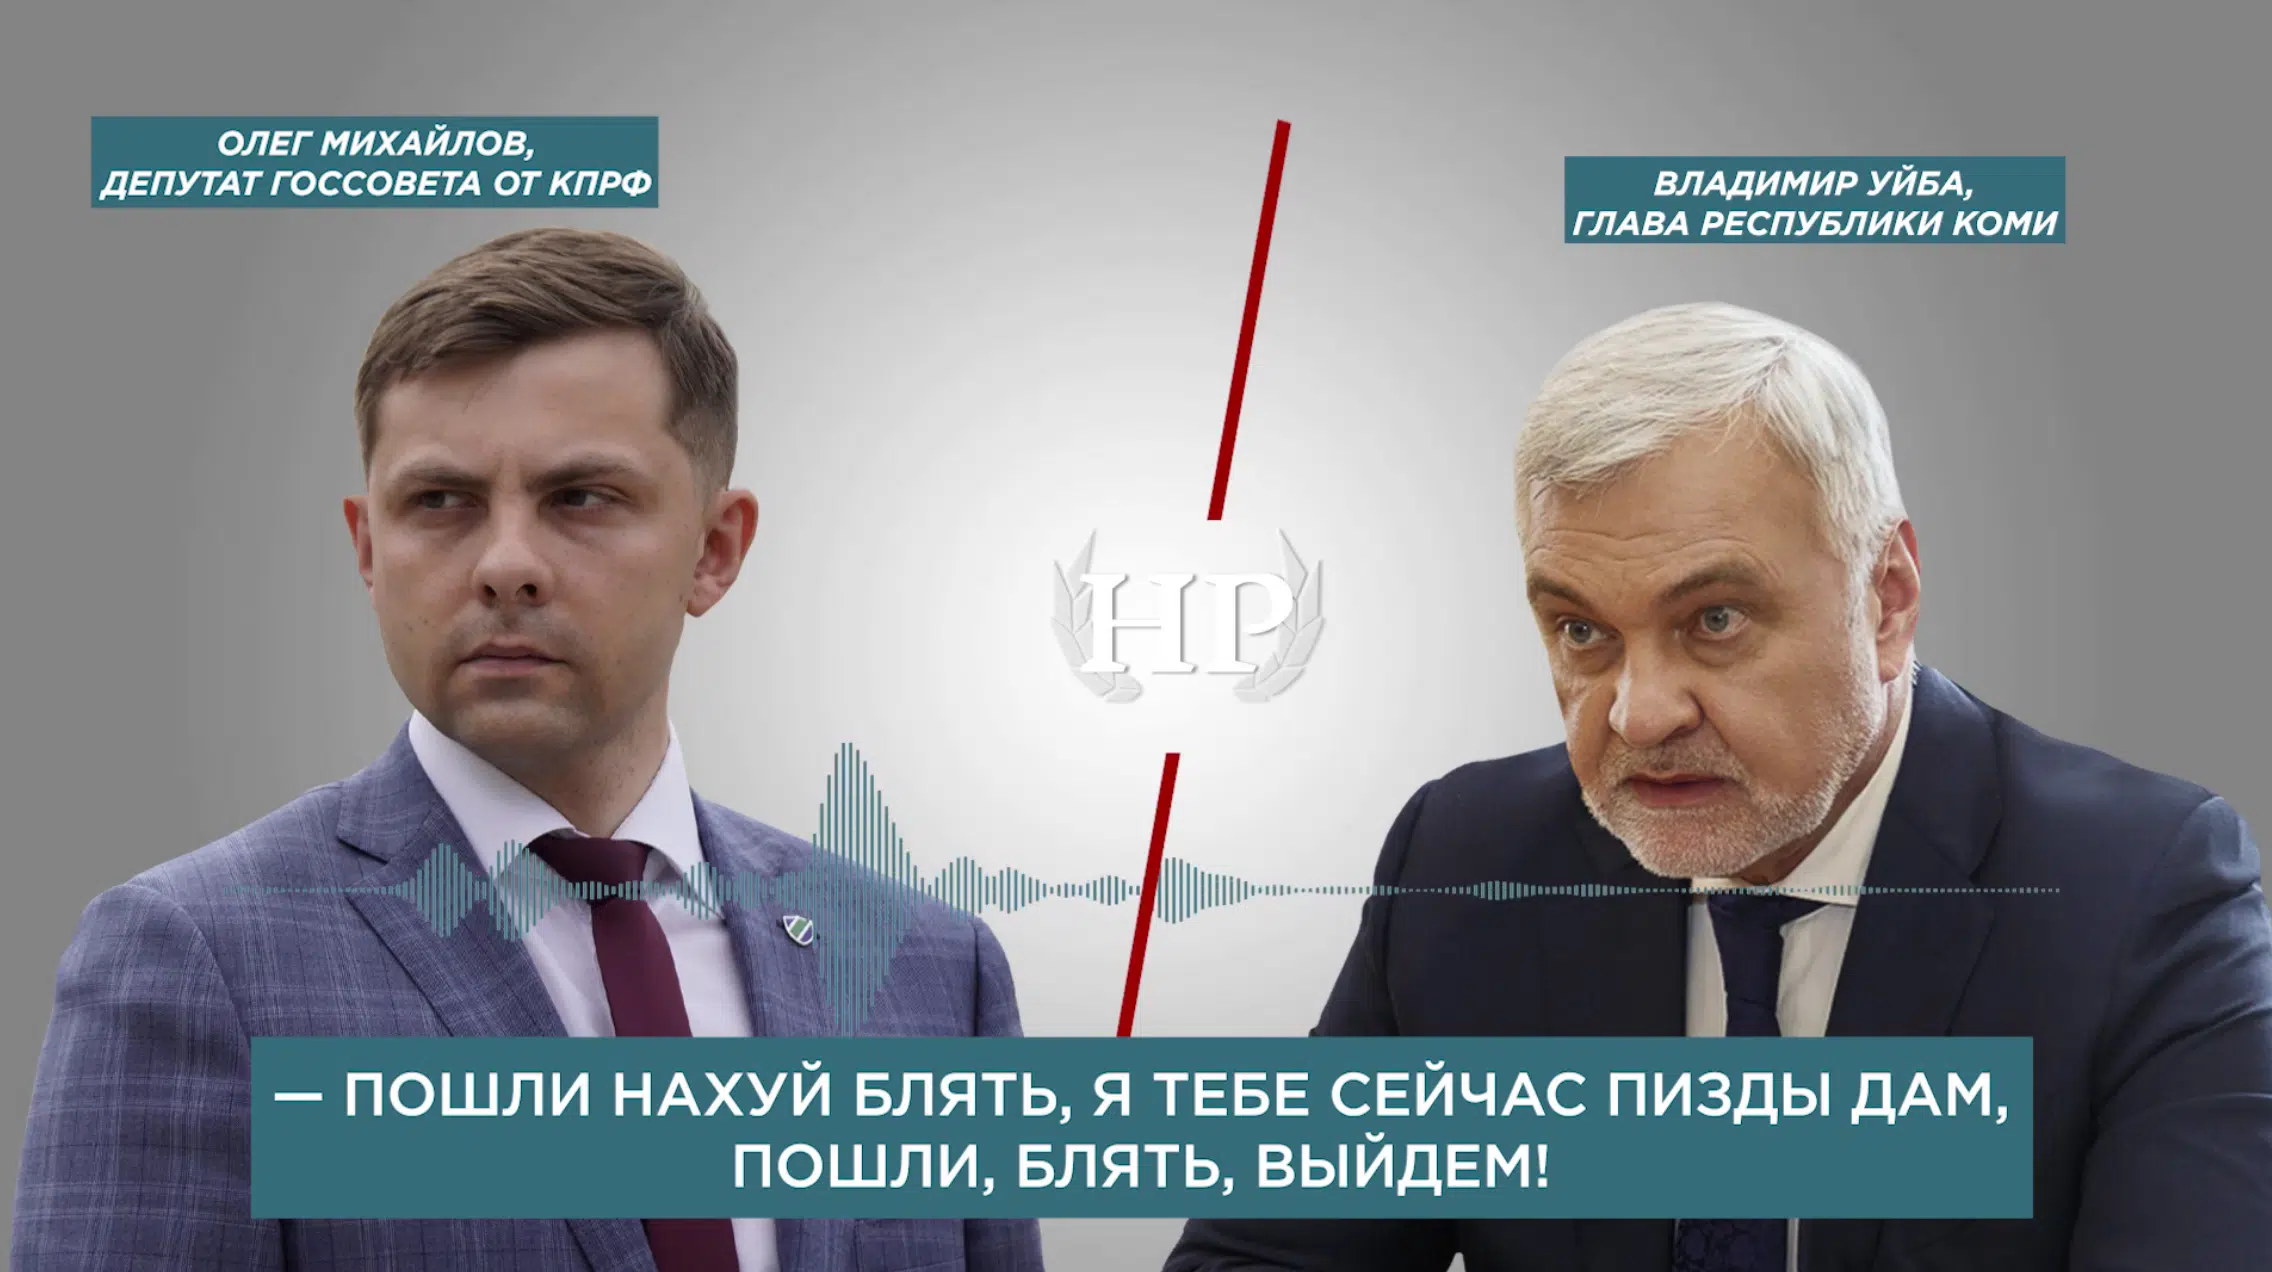 ОЛЕГ МИХАЙЛОВ,
ДЕПУТАТ ГОССОВЕТА ОТ КПРФ
ВЛАДИМИР УЙБА,
ГЛАВА РЕСПУБЛИКИ КОМИ
НР
— ПОШЛИ НАХУЙ БЛЯТЬ, Я ТЕБЕ СЕЙЧАС ПИЗДЫ ДАМ,
ПОШЛИ, БЛЯТЬ, ВЫЙДЕМ!